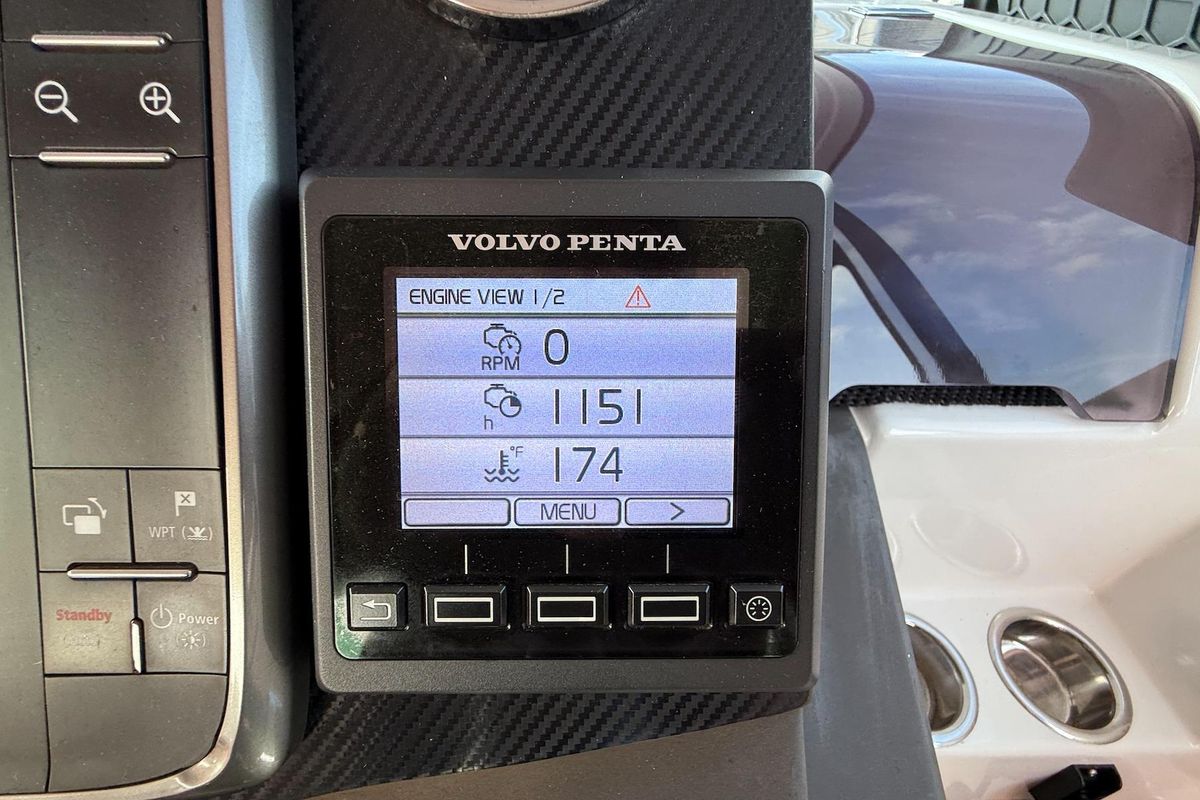 VOLVO PENTA
ENGINE VIEW 1/2
RPM 0
h 1151
°F 174
MENU >
WPT
Standby
Power